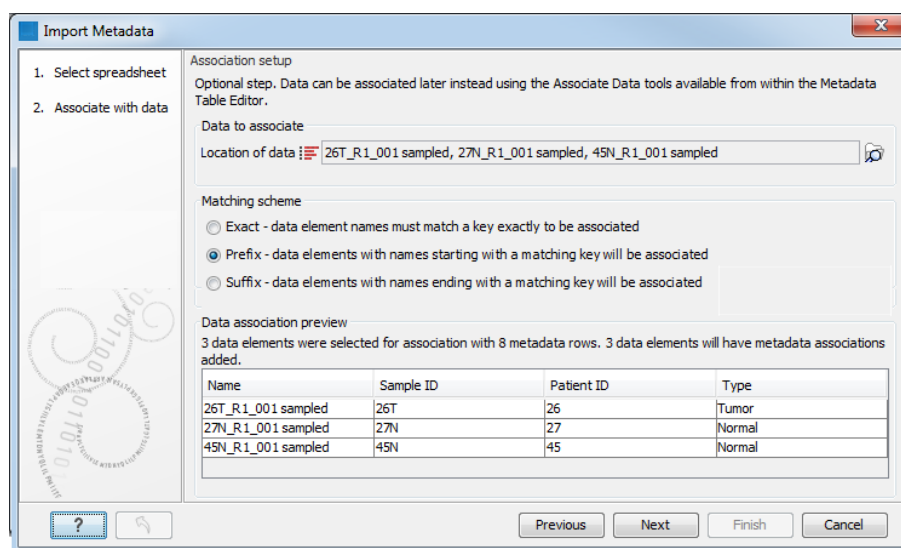 Import Metadata
1. Select spreadsheet
2. Associate with data
Association setup
Optional step. Data can be associated later instead using the Associate Data tools available from within the Metadata
Table Editor.
Data to associate
Location of data 26T_R1_001 sampled, 27N_R1_001 sampled, 45N_R1_001 sampled
Matching scheme
Exact - data element names must match a key exactly to be associated
Prefix - data elements with names starting with a matching key will be associated
Suffix - data elements with names ending with a matching key will be associated
Data association preview
3 data elements were selected for association with 8 metadata rows. 3 data elements will have metadata associations
added.
Name Sample ID Patient ID Type
26T_R1_001 sampled 26T 26 Tumor
27N_R1_001 sampled 27N 27 Normal
45N_R1_001 sampled 45N 45 Normal
? Previous Next Finish Cancel